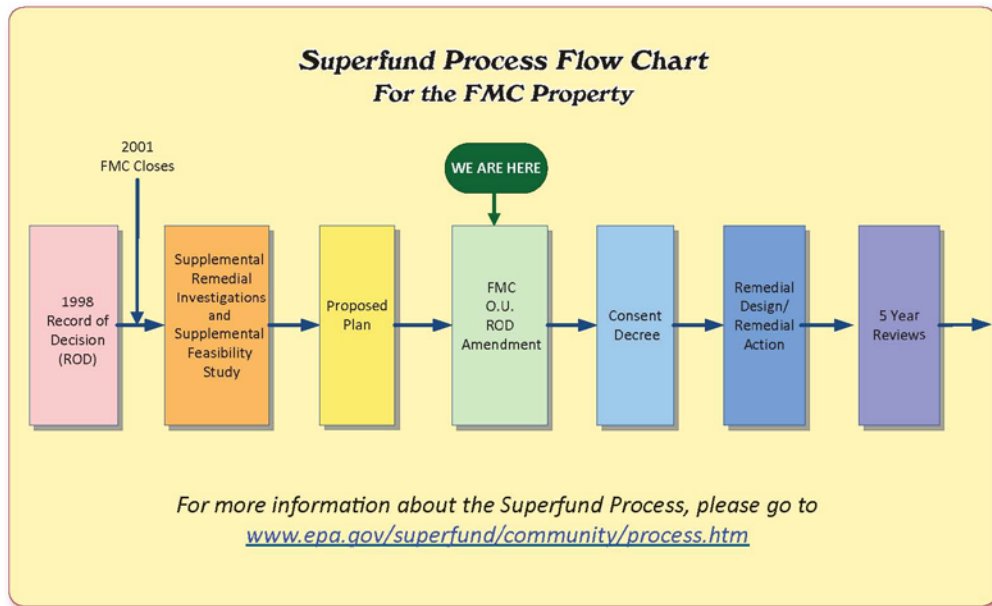 Superfund Process Flow Chart
For the FMC Property
2001
FMC Closes
WE ARE HERE
1998
Record of
Decision
(ROD)
Supplemental
Remedial
Investigations
and
Supplemental
Feasibility
Study
Proposed
Plan
FMC
O.U.
ROD
Amendment
Consent
Decree
Remedial
Design/
Remedial
Action
5 Year
Reviews
For more information about the Superfund Process, please go to
www.epa.gov/superfund/community/process.htm